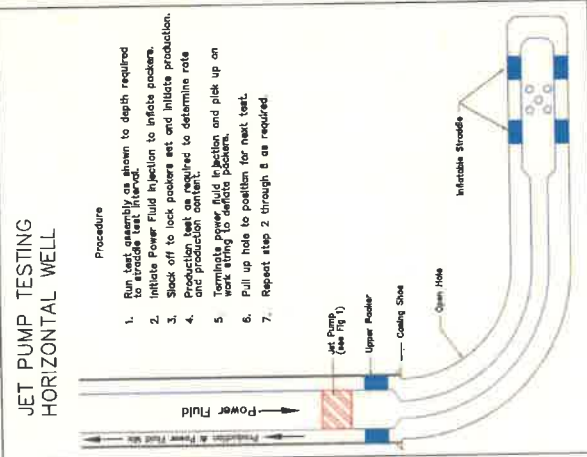 JET PUMP TESTING
HORIZONTAL WELL
Procedure
1. Run test assembly as shown to depth required
to straddle test interval.
2. Initiate Power Fluid Injection to inflate packers.
3. Slack off to lock packers set and initiate production.
4. Production test as required to determine rate
and production content.
5 Terminate power fluid injection and pick up on
work string to deflate packers.
6. Pull up hole to position for next test.
7. Repeat step 2 through 6 as required.
Production & Power Fluid Mix
Power Fluid
Jet Pump
(see Fig 1)
Upper Packer
Casing Shoe
Open Hole
Inflatable Straddle